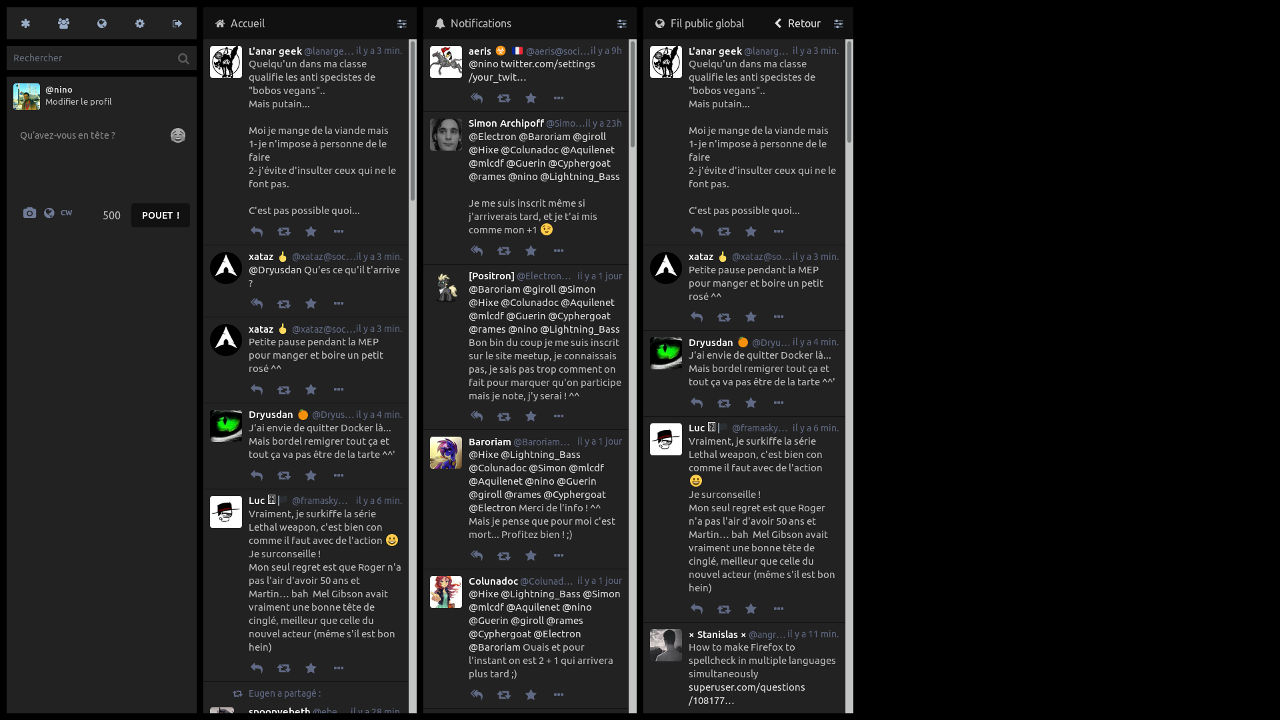 Rechercher
@nino
Modifier le profil
Qu'avez-vous en tête ?
CW
500
POUET !
Accueil
L'anar geek @lanarge… il y a 3 min.
Quelqu'un dans ma classe
qualifie les anti specistes de
"bobos vegans"..
Mais putain...
Moi je mange de la viande mais
1- je n'impose à personne de le
faire
2- j'évite d'insulter ceux qui ne le
font pas.
C'est pas possible quoi...
xataz @xataz@soc… il y a 3 min.
@Dryusdan Qu'es ce qu'il t'arrive
?
xataz @xataz@soc… il y a 3 min.
Petite pause pendant la MEP
pour manger et boire un petit
rosé ^^
Dryusdan @Dryus… il y a 4 min.
J'ai envie de quitter Docker là...
Mais bordel remigrer tout ça et
tout ça va pas être de la tarte ^^'
Luc @framasky… il y a 6 min.
Vraiment, je surkiffe la série
Lethal weapon, c'est bien con
comme il faut avec de l'action 😃
Je surconseille !
Mon seul regret est que Roger n'a
pas l'air d'avoir 50 ans et
Martin… bah Mel Gibson avait
vraiment une bonne tête de
cinglé, meilleur que celle du
nouvel acteur (même s'il est bon
hein)
Eugen a partagé :
spoonyebeth @ebe… il y a 28 min.
Notifications
aeris @aeris@soci… il y a 9h
@nino twitter.com/settings
/your_twit…
Simon Archipoff @Simo… il y a 23h
@Electron @Baroriam @giroll
@Hixe @Colunadoc @Aquilenet
@mlcdf @Guerin @Cyphergoat
@rames @nino @Lightning_Bass
Je me suis inscrit même si
j'arriverais tard, et je t'ai mis
comme mon +1 😉
[Positron] @Electron… il y a 1 jour
@Baroriam @giroll @Simon
@Hixe @Colunadoc @Aquilenet
@mlcdf @Guerin @Cyphergoat
@rames @nino @Lightning_Bass
Bon bin du coup je me suis inscrit
sur le site meetup, je connaissais
pas, je sais pas trop comment on
fait pour marquer qu'on participe
mais je note, j'y serai ! ^^
Baroriam @Baroriam… il y a 1 jour
@Hixe @Lightning_Bass
@Colunadoc @Simon @mlcdf
@Aquilenet @nino @Guerin
@giroll @rames @Cyphergoat
@Electron Merci de l'info ! ^^
Mais je pense que pour moi c'est
mort... Profitez bien ! ;)
Colunadoc @Colunad… il y a 1 jour
@Hixe @Lightning_Bass @Simon
@mlcdf @Aquilenet @nino
@Guerin @giroll @rames
@Cyphergoat @Electron
@Baroriam Ouais et pour
l'instant on est 2 + 1 qui arrivera
plus tard ;)
Fil public global Retour
L'anar geek @lanarg… il y a 3 min.
Quelqu'un dans ma classe
qualifie les anti specistes de
"bobos vegans"..
Mais putain...
Moi je mange de la viande mais
1- je n'impose à personne de le
faire
2- j'évite d'insulter ceux qui ne le
font pas.
C'est pas possible quoi...
xataz @xataz@so… il y a 3 min.
Petite pause pendant la MEP
pour manger et boire un petit
rosé ^^
Dryusdan @Dryu… il y a 4 min.
J'ai envie de quitter Docker là...
Mais bordel remigrer tout ça et
tout ça va pas être de la tarte ^^'
Luc @framasky… il y a 6 min.
Vraiment, je surkiffe la série
Lethal weapon, c'est bien con
comme il faut avec de l'action
😃
Je surconseille !
Mon seul regret est que Roger
n'a pas l'air d'avoir 50 ans et
Martin… bah Mel Gibson avait
vraiment une bonne tête de
cinglé, meilleur que celle du
nouvel acteur (même s'il est bon
hein)
× Stanislas × @angr… il y a 11 min.
How to make Firefox to
spellcheck in multiple languages
simultaneously
superuser.com/questions
/108177…